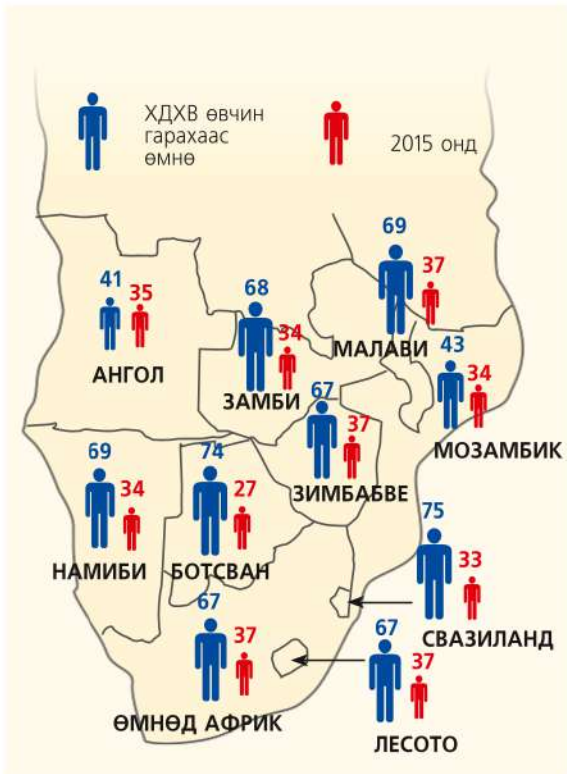 ХДХВ өвчин
гарахаас
өмнө
2015 онд
69
37
МАЛАВИ
41
35
АНГОЛ
68
34
ЗАМБИ
43
34
МОЗАМБИК
67
37
ЗИМБАБВЕ
69
34
НАМИБИ
74
27
БОТСВАН
75
33
СВАЗИЛАНД
67
37
ӨМНӨД АФРИК
67
37
ЛЕСОТО